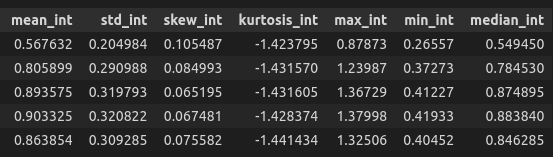 mean_int std_int skew_int kurtosis_int max_int min_int median_int
0.567632 0.204984 0.105487 -1.423795 0.87873 0.26557 0.549450
0.805899 0.290988 0.084993 -1.431570 1.23987 0.37273 0.784530
0.893575 0.319793 0.065195 -1.431605 1.36729 0.41227 0.874895
0.903325 0.320822 0.067481 -1.428374 1.37998 0.41933 0.883840
0.863854 0.309285 0.075582 -1.441434 1.32506 0.40452 0.846285